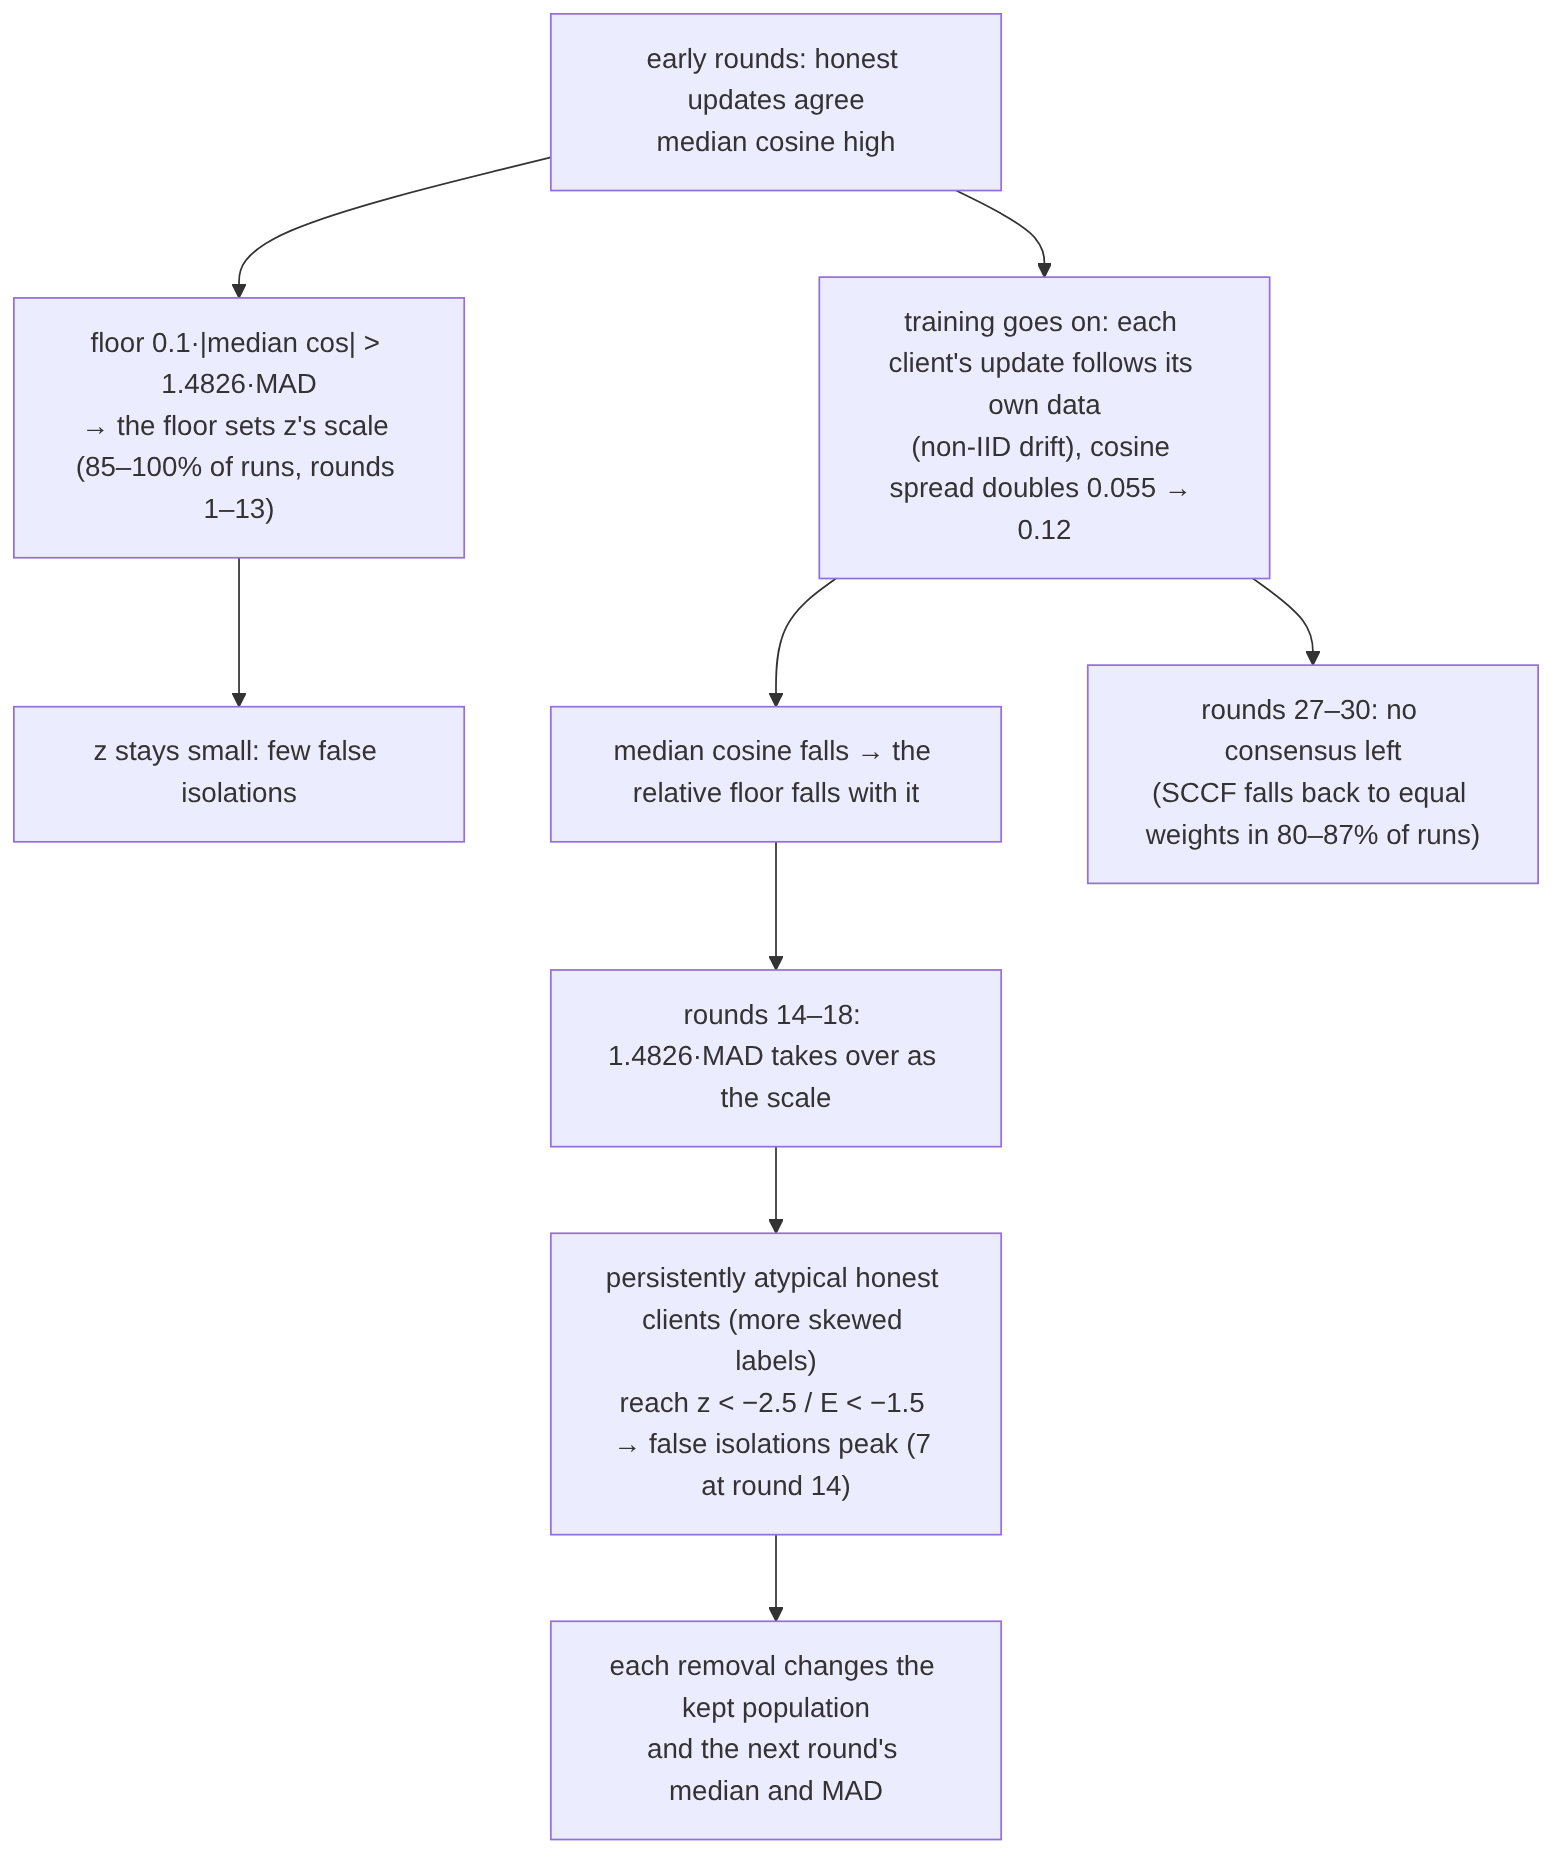 early rounds: honest
updates agree
median cosine high
floor 0.1·|median cos| >
1.4826·MAD
→ the floor sets z's scale
(85–100% of runs, rounds
1–13)
training goes on: each
client's update follows its
own data
(non-IID drift), cosine
spread doubles 0.055 →
0.12
z stays small: few false
isolations
median cosine falls → the
relative floor falls with it
rounds 27–30: no
consensus left
(SCCF falls back to equal
weights in 80–87% of runs)
rounds 14–18:
1.4826·MAD takes over as
the scale
persistently atypical honest
clients (more skewed
labels)
reach z < −2.5 / E < −1.5
→ false isolations peak (7
at round 14)
each removal changes the
kept population
and the next round's
median and MAD